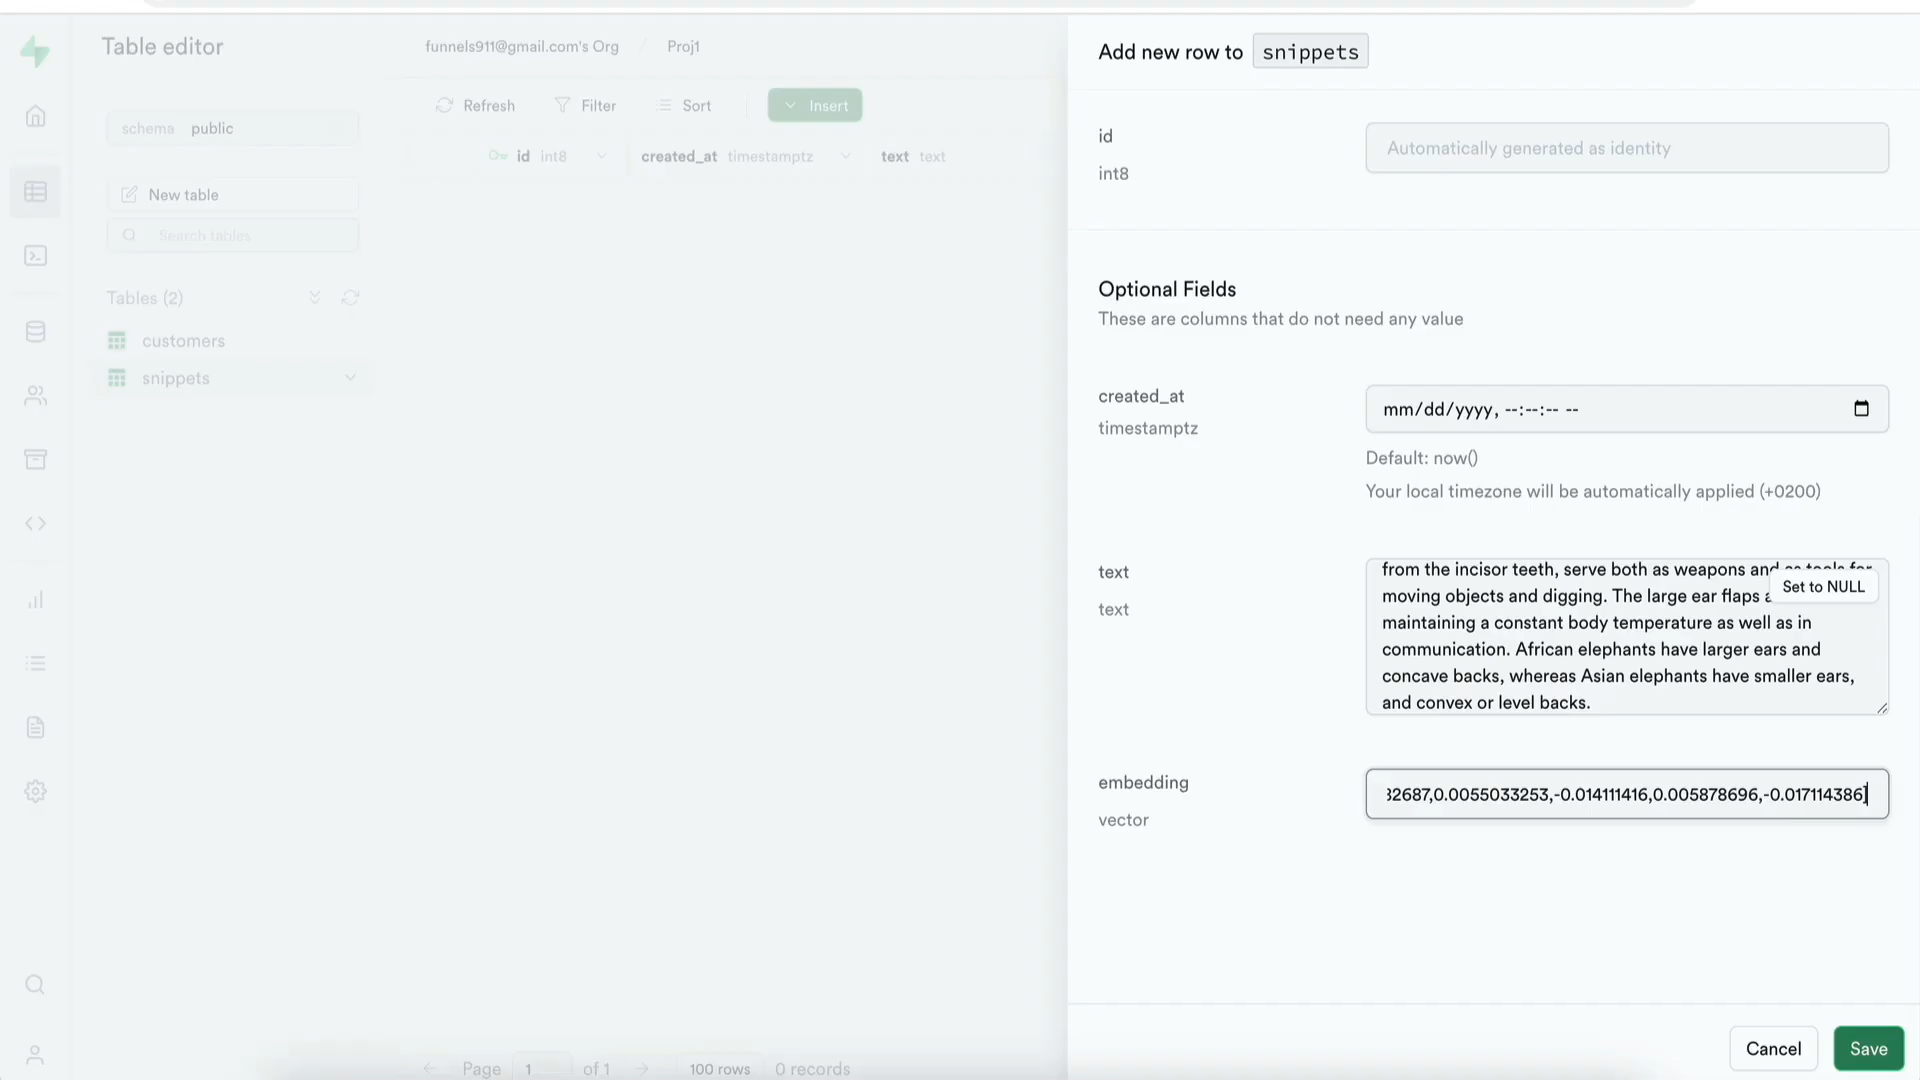 Table editor
funnels911@gmail.com's Org / Proj1
schema public
New table
Search tables
Tables (2)
customers
snippets
Refresh Filter Sort Insert
id int8 created_at timestamptz text text
Page 1 of 1 100 rows 0 records
Add new row to snippets
id
int8
Automatically generated as identity
Optional Fields
These are columns that do not need any value
created_at
timestamptz
mm/dd/yyyy, --:--:-- --
Default: now()
Your local timezone will be automatically applied (+0200)
text
text
from the incisor teeth, serve both as weapons and as tools for
Set to NULL
moving objects and digging. The large ear flaps
maintaining a constant body temperature as well as in
communication. African elephants have larger ears and
concave backs, whereas Asian elephants have smaller ears,
and convex or level backs.
embedding
vector
32687,0.0055033253,-0.014111416,0.005878696,-0.017114386]
Cancel Save